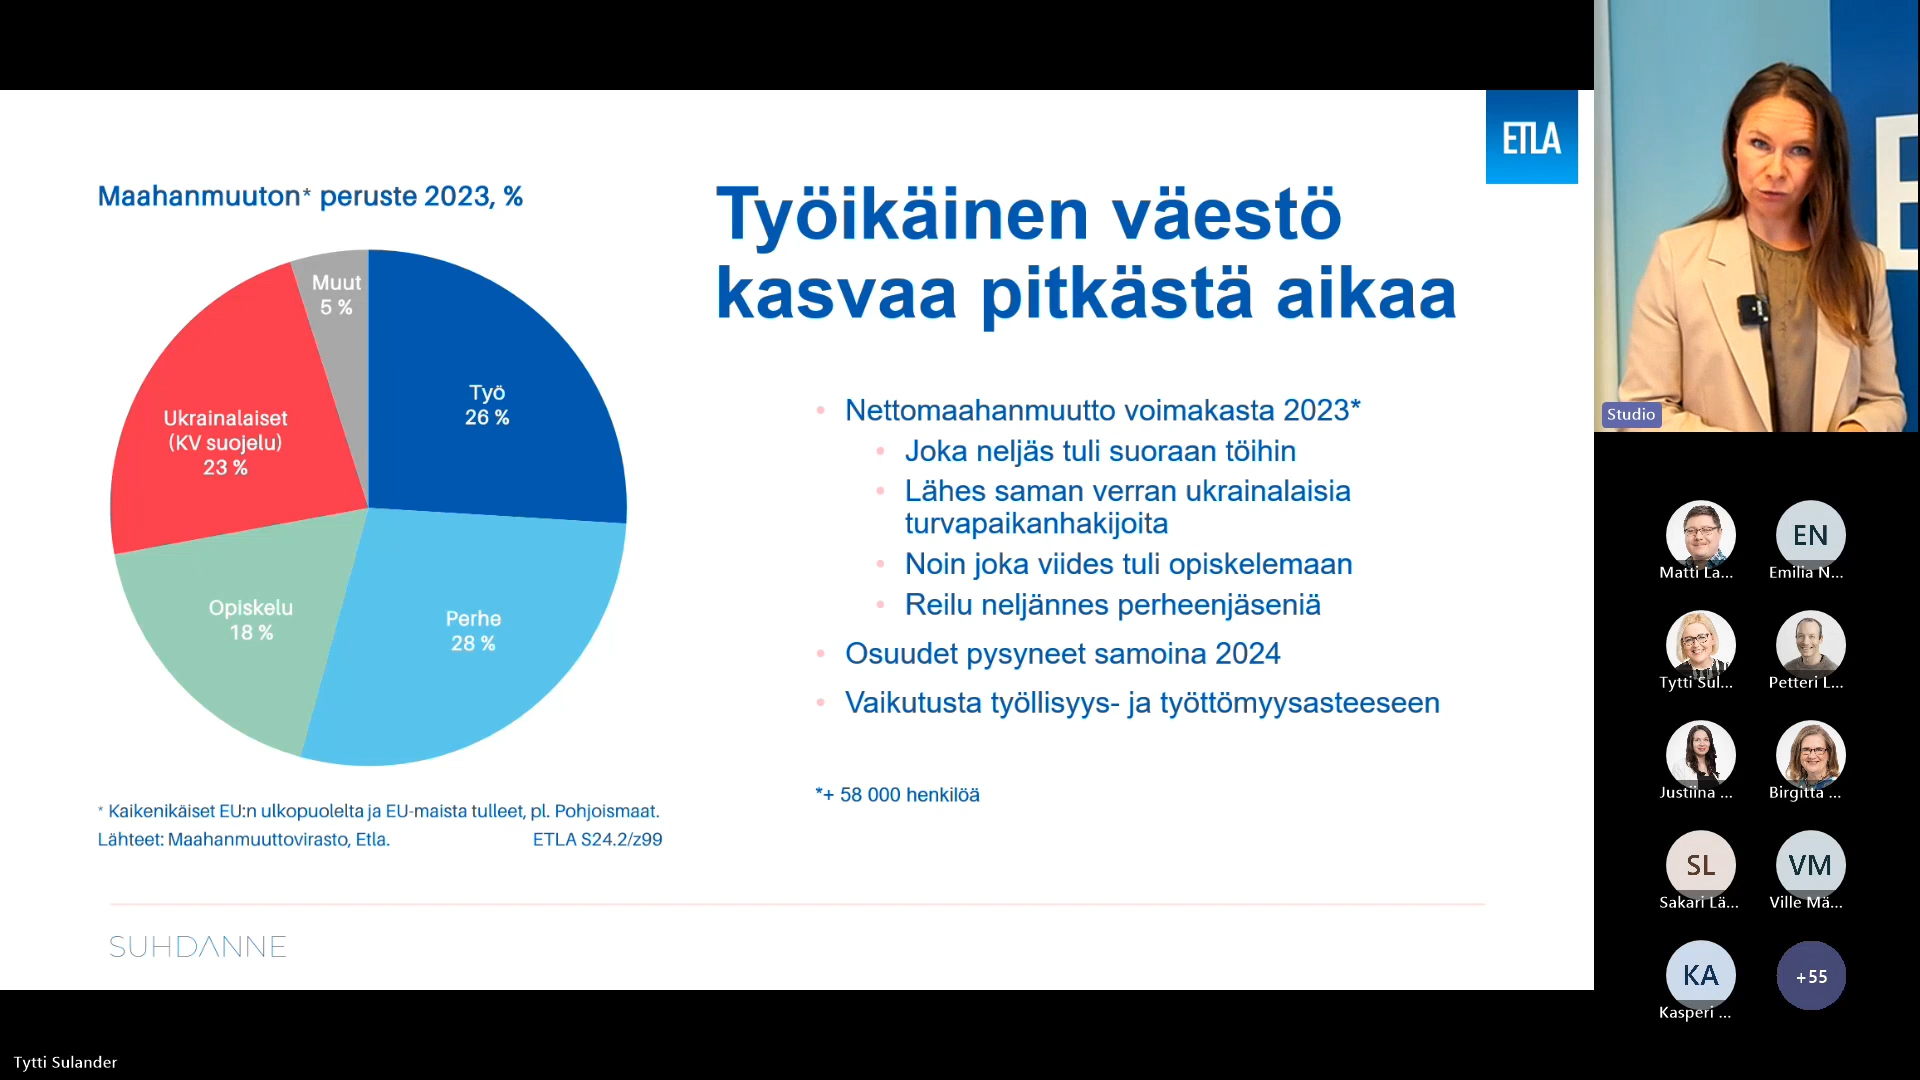 ETLA
Maahanmuuton* peruste 2023, %
Muut
5 %
Työ
26 %
Ukrainalaiset
(KV suojelu)
23 %
Opiskelu
18 %
Perhe
28 %
* Kaikenikäiset EU:n ulkopuolelta ja EU-maista tulleet, pl. Pohjoismaat.
Lähteet: Maahanmuuttovirasto, Etla.
ETLA S24.2/z99
Työikäinen väestö
kasvaa pitkästä aikaa
• Nettomaahanmuutto voimakasta 2023*
• Joka neljäs tuli suoraan töihin
• Lähes saman verran ukrainalaisia
turvapaikanhakijoita
• Noin joka viides tuli opiskelemaan
• Reilu neljännes perheenjäseniä
• Osuudet pysyneet samoina 2024
• Vaikutusta työllisyys- ja työttömyysasteeseen
*+ 58 000 henkilöä
SUHDANNE
E
Studio
Matti La...
EN
Emilia N...
Tytti Sul...
Petteri L...
Justiina ...
Birgitta ...
SL
Sakari Lä...
VM
Ville Mä...
KA
Kasperi ...
+55
Tytti Sulander